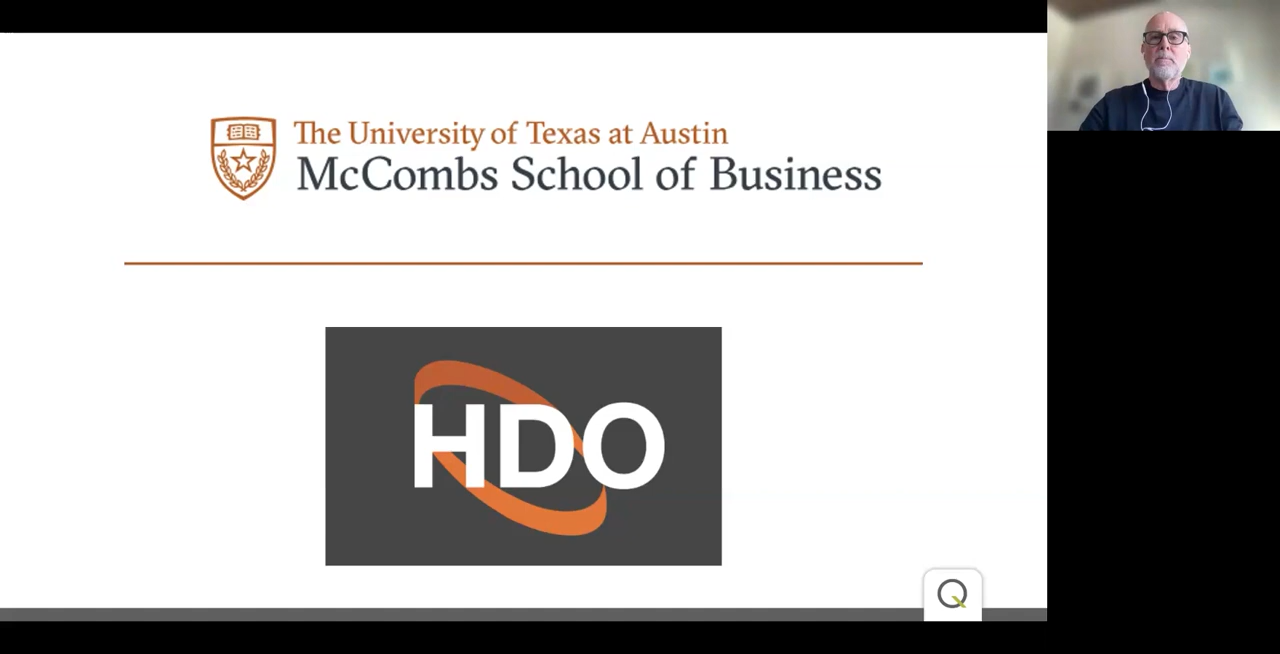 The University of Texas at Austin
McCombs School of Business
HDO
Q